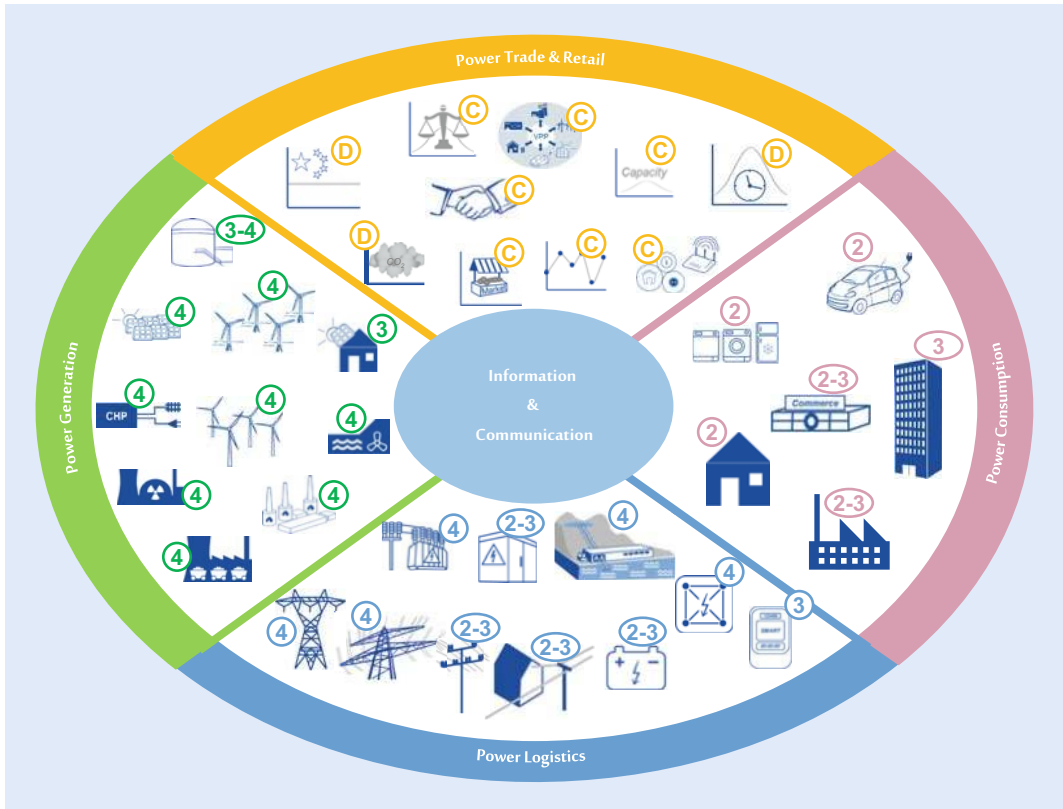 Power Trade & Retail
C
C
VPP
D
C
Capacity
D
C
D
C
Market
C
C
Power Generation
3-4
4
4
3
4
CHP
4
4
4
4
4
Information
&
Communication
Power Consumption
2
2
3
2-3
Commerce
2
2-3
4
2-3
4
4
4
2-3
2-3
2-3
4
3
SMART
Power Logistics